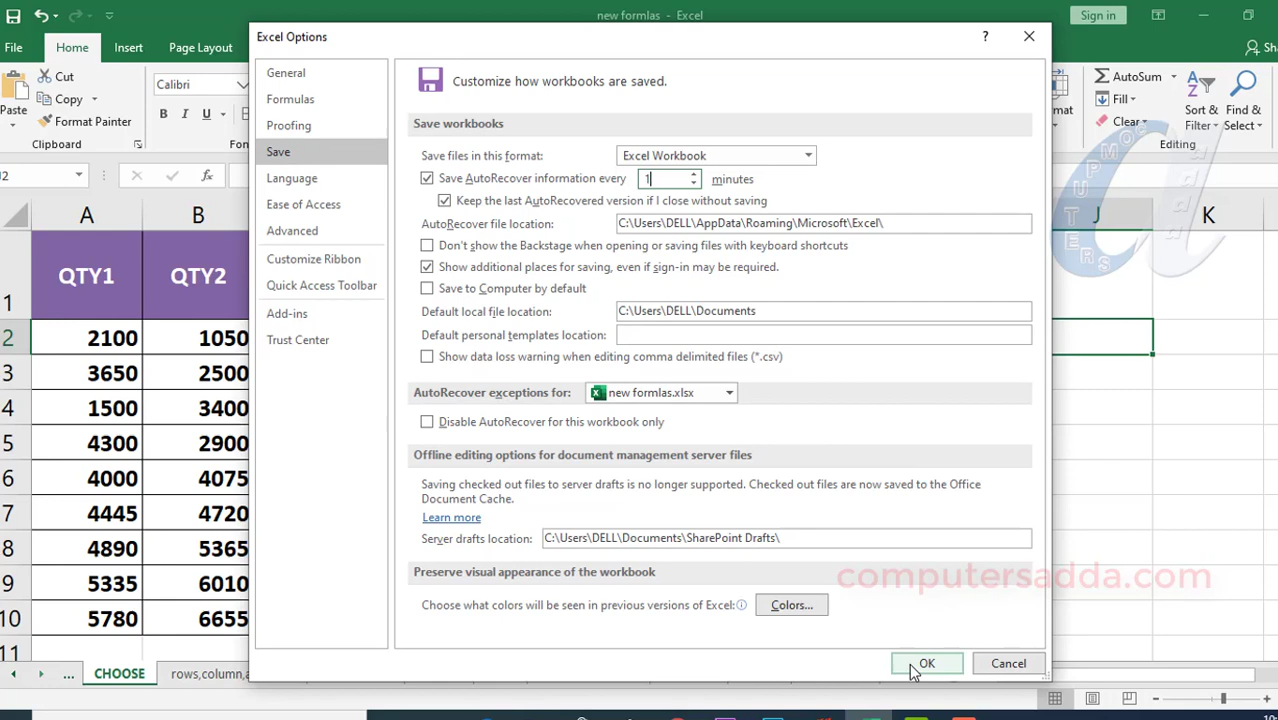 new formlas - Excel
Sign in
File
Home
Insert
Page Layout
Sha
Paste
Cut
Copy
Format Painter
Clipboard
Calibri
B I U
Fon
mat
AutoSum
Fill
Clear
Sort &
Filter
Find &
Select
Editing
J2
fx
A B J K
QTY1 QTY2
1
2 2100 1050
3 3650 2500
4 1500 3400
5 4300 2900
6 4000 4075
7 4445 4720
8 4890 5365
9 5335 6010
10 5780 6655
11
... CHOOSE rows,column,a
Excel Options
?
General
Formulas
Proofing
Save
Language
Ease of Access
Advanced
Customize Ribbon
Quick Access Toolbar
Add-ins
Trust Center
Customize how workbooks are saved.
Save workbooks
Save files in this format: Excel Workbook
Save AutoRecover information every 1 minutes
Keep the last AutoRecovered version if I close without saving
AutoRecover file location: C:\Users\DELL\AppData\Roaming\Microsoft\Excel\
Don't show the Backstage when opening or saving files with keyboard shortcuts
Show additional places for saving, even if sign-in may be required.
Save to Computer by default
Default local file location: C:\Users\DELL\Documents
Default personal templates location:
Show data loss warning when editing comma delimited files (*.csv)
AutoRecover exceptions for: new formlas.xlsx
Disable AutoRecover for this workbook only
Offline editing options for document management server files
Saving checked out files to server drafts is no longer supported. Checked out files are now saved to the Office
Document Cache.
Learn more
Server drafts location: C:\Users\DELL\Documents\SharePoint Drafts\
Preserve visual appearance of the workbook
Choose what colors will be seen in previous versions of Excel: Colors...
OK Cancel
computersadda.com